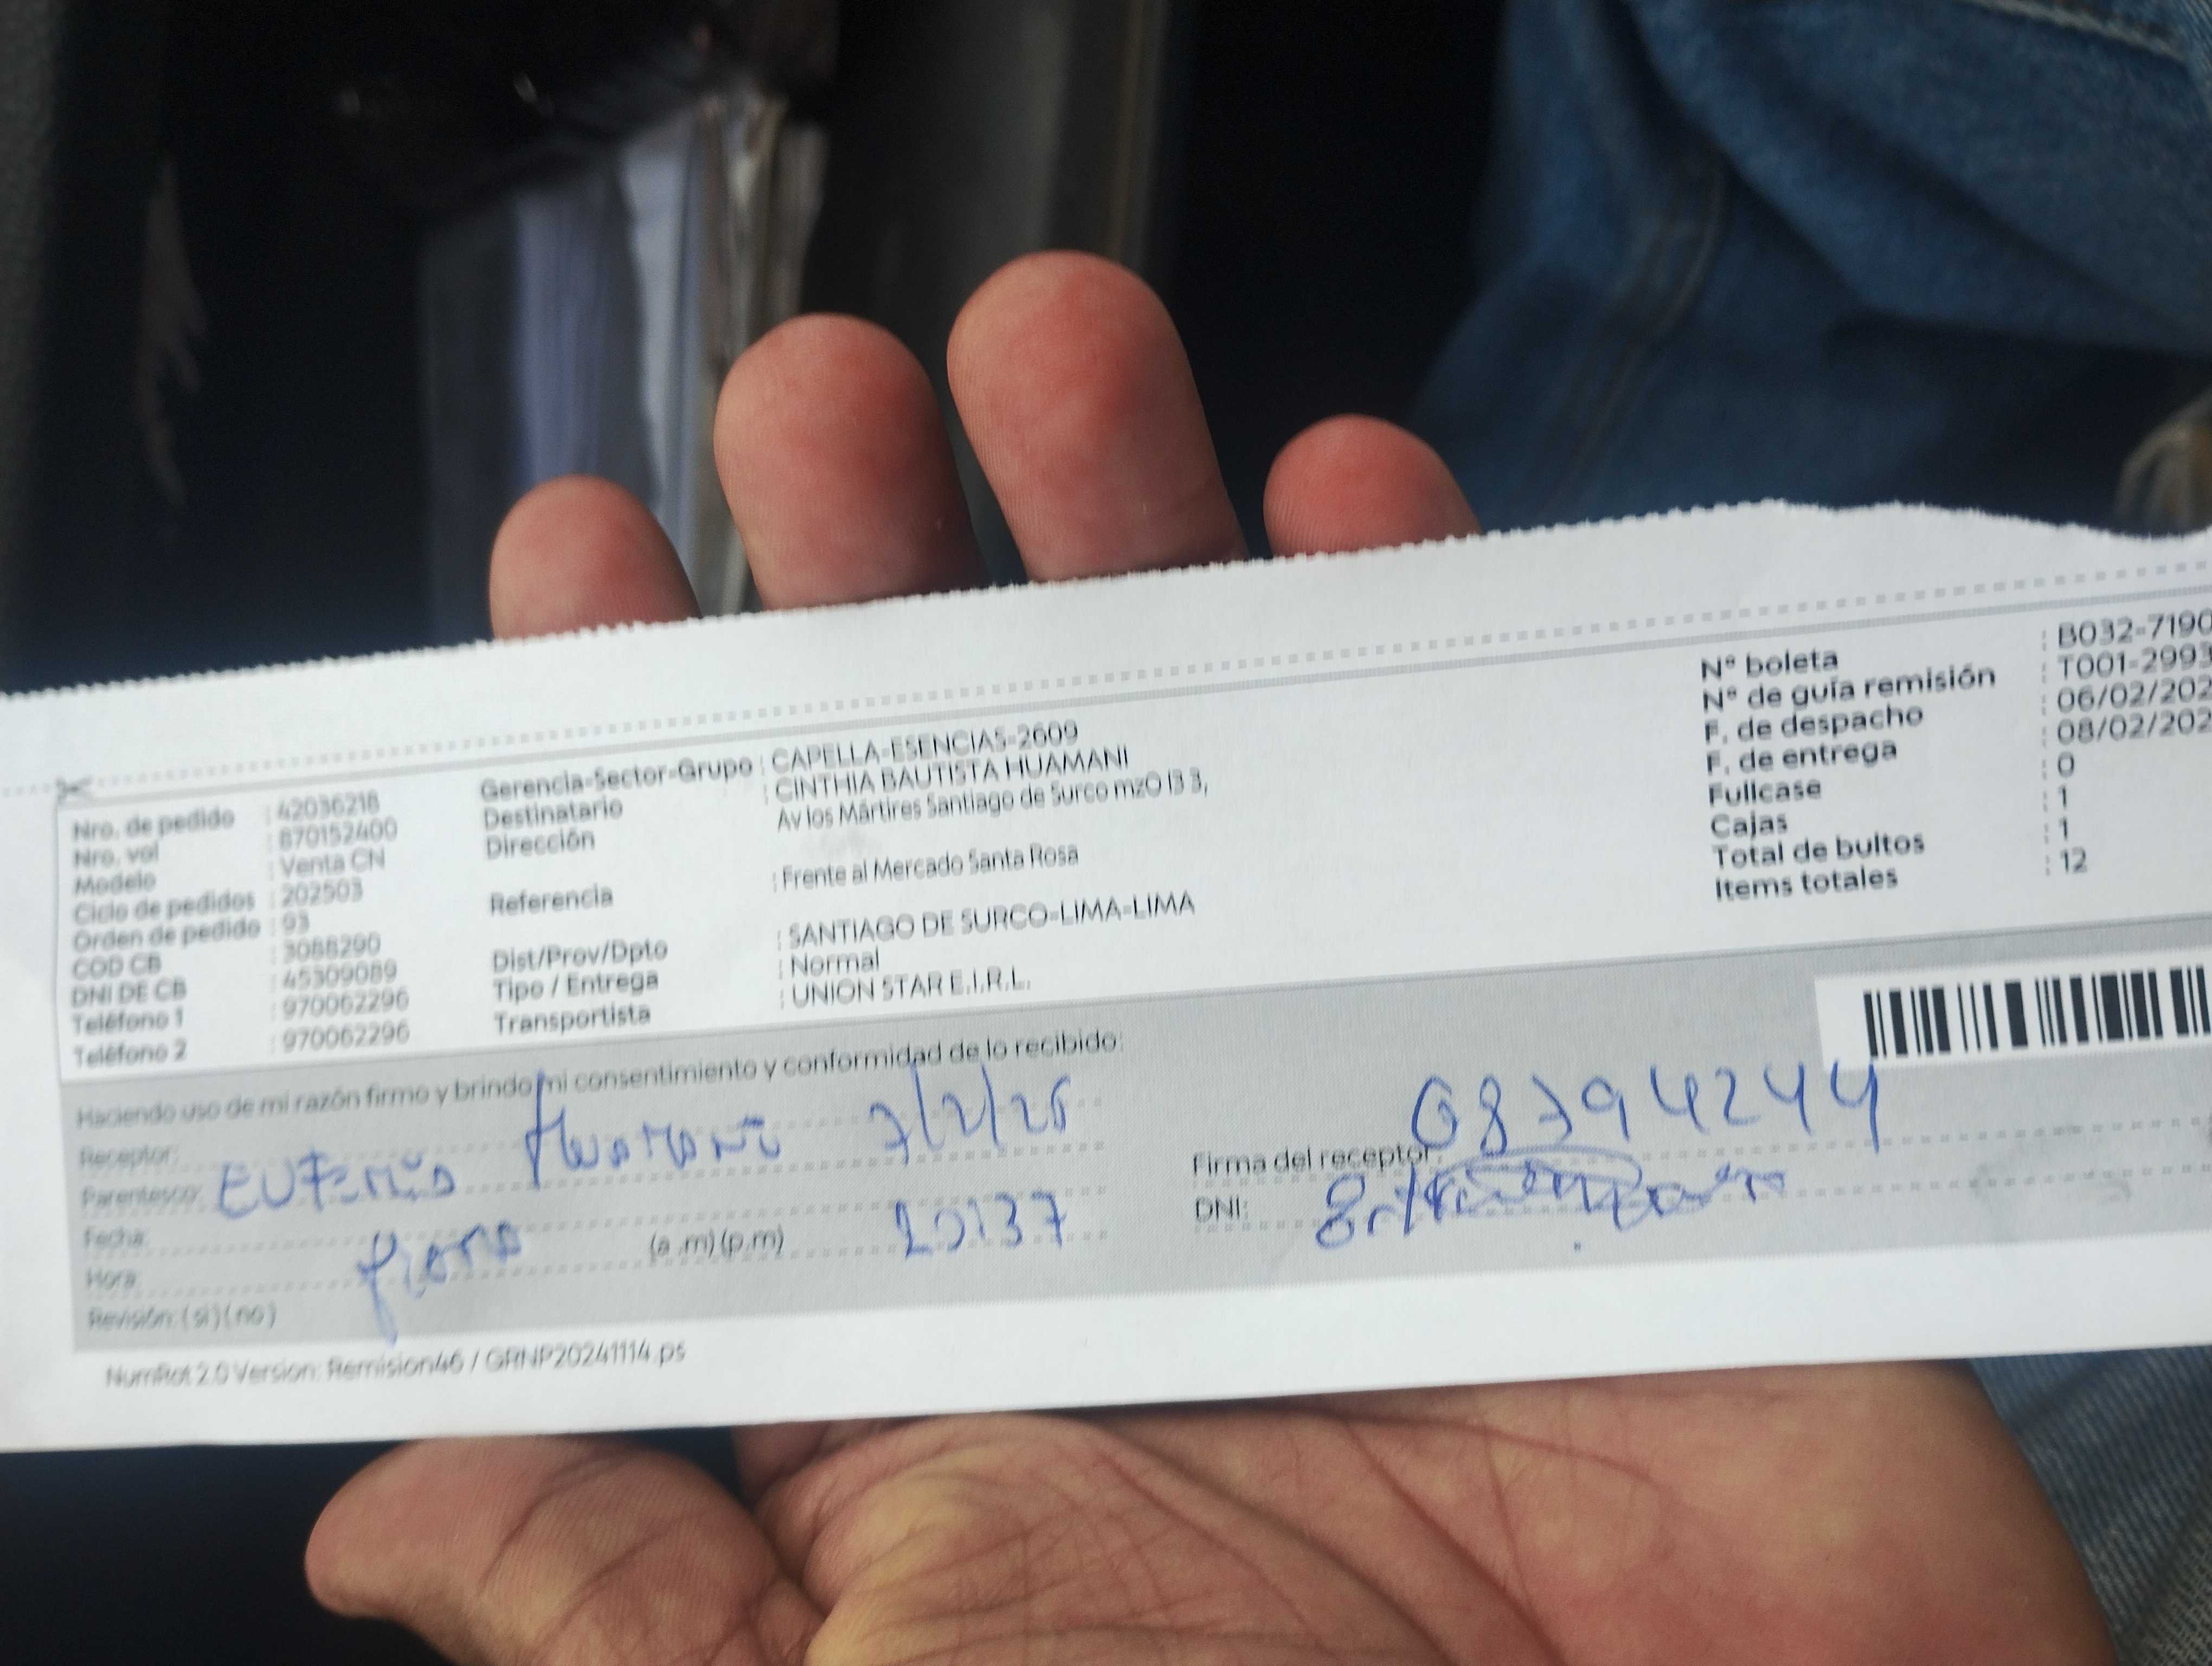 Nro. de pedido : 42036218
Nro. vol : 870152400
Modelo : Venta CN
Ciclo de pedidos : 202503
Orden de pedido : 93
COD CB : 3088290
DNI DE CB : 45309089
Teléfono 1 : 970062296
Teléfono 2 : 970062296
Gerencia-Sector-Grupo : CAPELLA-ESENCIAS-2609
Destinatario : CINTHIA BAUTISTA HUAMANI
Dirección Av los Mártires Santiago de Surco mzO l3 3,
Referencia : Frente al Mercado Santa Rosa
Dist/Prov/Dpto : SANTIAGO DE SURCO-LIMA-LIMA
Tipo / Entrega : Normal
Transportista : UNION STAR E.I.R.L.
N° boleta : B032-7190
N° de guía remisión : T001-2993
F. de despacho : 06/02/202
F. de entrega : 08/02/202
Fullcase : 0
Cajas : 1
Total de bultos : 1
Items totales : 12
Haciendo uso de mi razón firmo y brindo mi consentimiento y conformidad de lo recibido:
Receptor: Huamani 7/2/25
Parentesco:
Fecha:
Hora: (a.m)(p.m)
Revisión: (si) (no)
Firma del receptor: 08794244
DNI:
NumRot 2.0 Version: Remision46 / GRNP20241114.ps